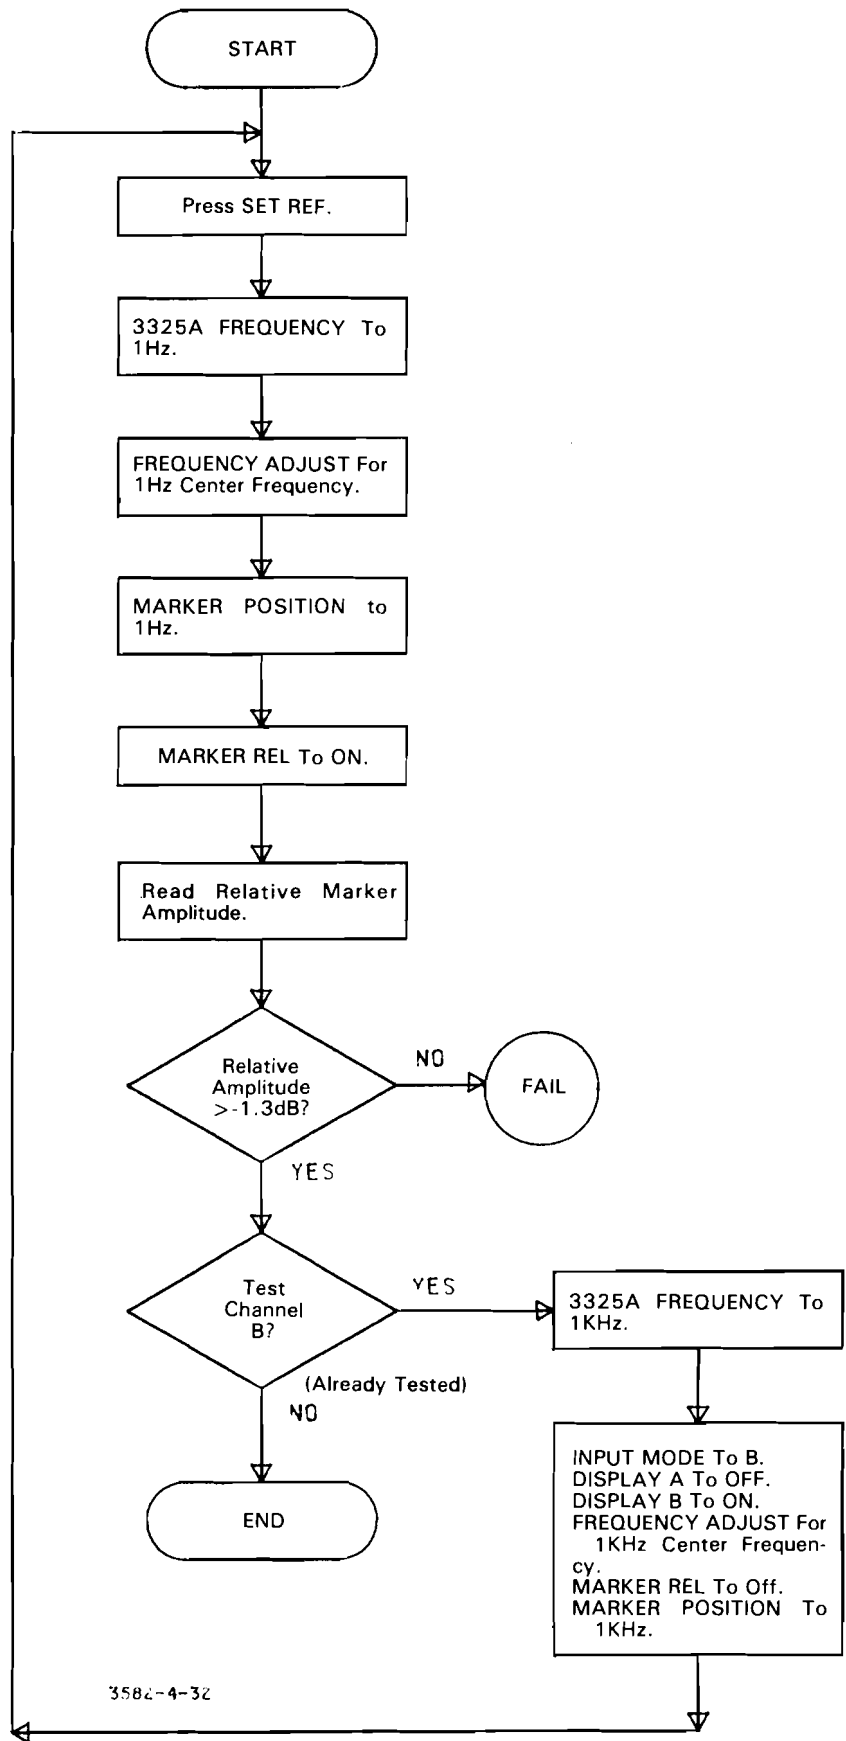 START
Press SET REF.
3325A FREQUENCY To
1Hz.
FREQUENCY ADJUST For
1Hz Center Frequency.
MARKER POSITION to
1Hz.
MARKER REL To ON.
Read Relative Marker
Amplitude.
Relative
Amplitude
>-1.3dB?
NO
FAIL
YES
Test
Channel
B?
YES
3325A FREQUENCY To
1KHz.
(Already Tested)
NO
INPUT MODE To B.
DISPLAY A To OFF.
DISPLAY B To ON.
FREQUENCY ADJUST For
1KHz Center Frequen-
cy.
MARKER REL To Off.
MARKER POSITION To
1KHz.
END
3582-4-32